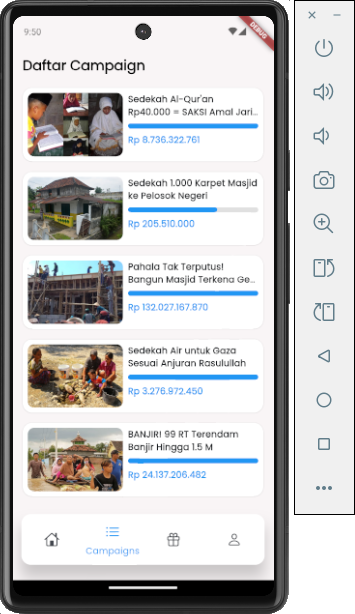 9:50
DEBUG
Daftar Campaign
Sedekah Al-Qur'an
Rp40.000 = SAKSI Amal Jari...
Rp 8.736.322.761
Sedekah 1.000 Karpet Masjid
ke Pelosok Negeri
Rp 205.510.000
Pahala Tak Terputus!
Bangun Masjid Terkena Ge...
Rp 132.027.167.870
Sedekah Air untuk Gaza
Sesuai Anjuran Rasulullah
Rp 3.276.972.450
BANJIR! 99 RT Terendam
Banjir Hingga 1.5 M
Rp 24.137.206.482
Campaigns